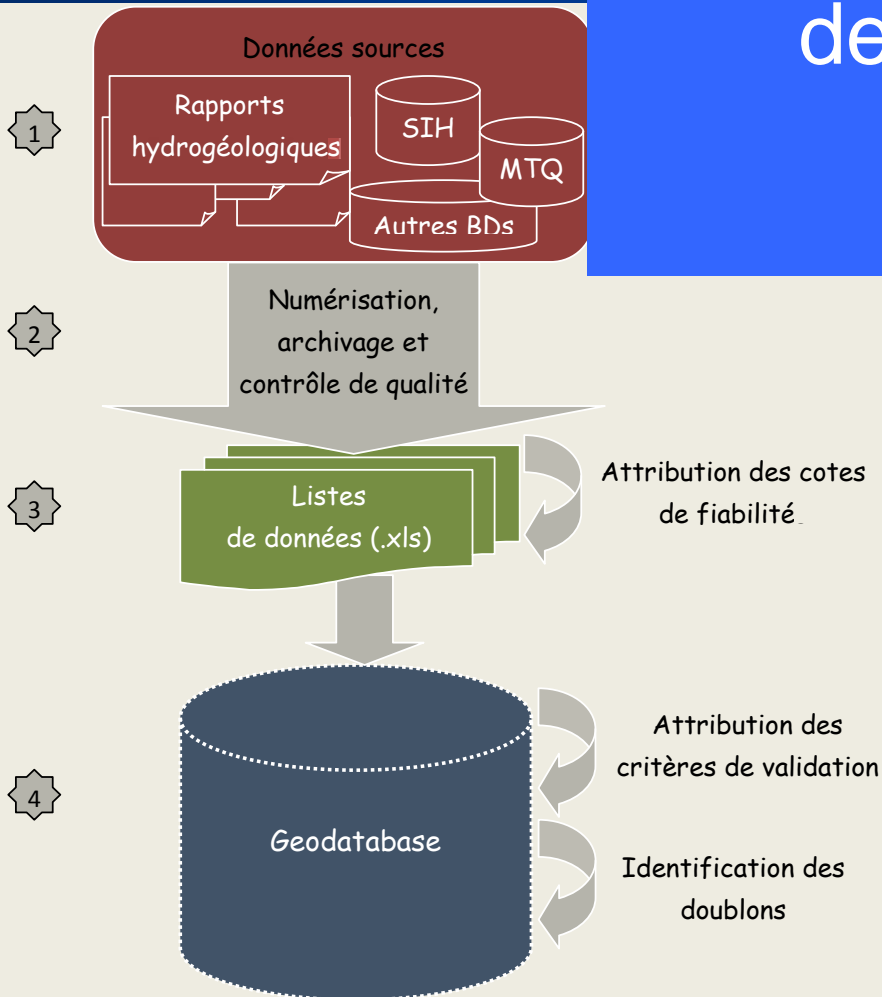 de
Données sources
1
Rapports
hydrogéologiques
SIH
MTQ
Autres BDs
2
Numérisation,
archivage et
contrôle de qualité
3
Listes
de données (.xls)
Attribution des cotes
de fiabilité
4
Geodatabase
Attribution des
critères de validation
Identification des
doublons